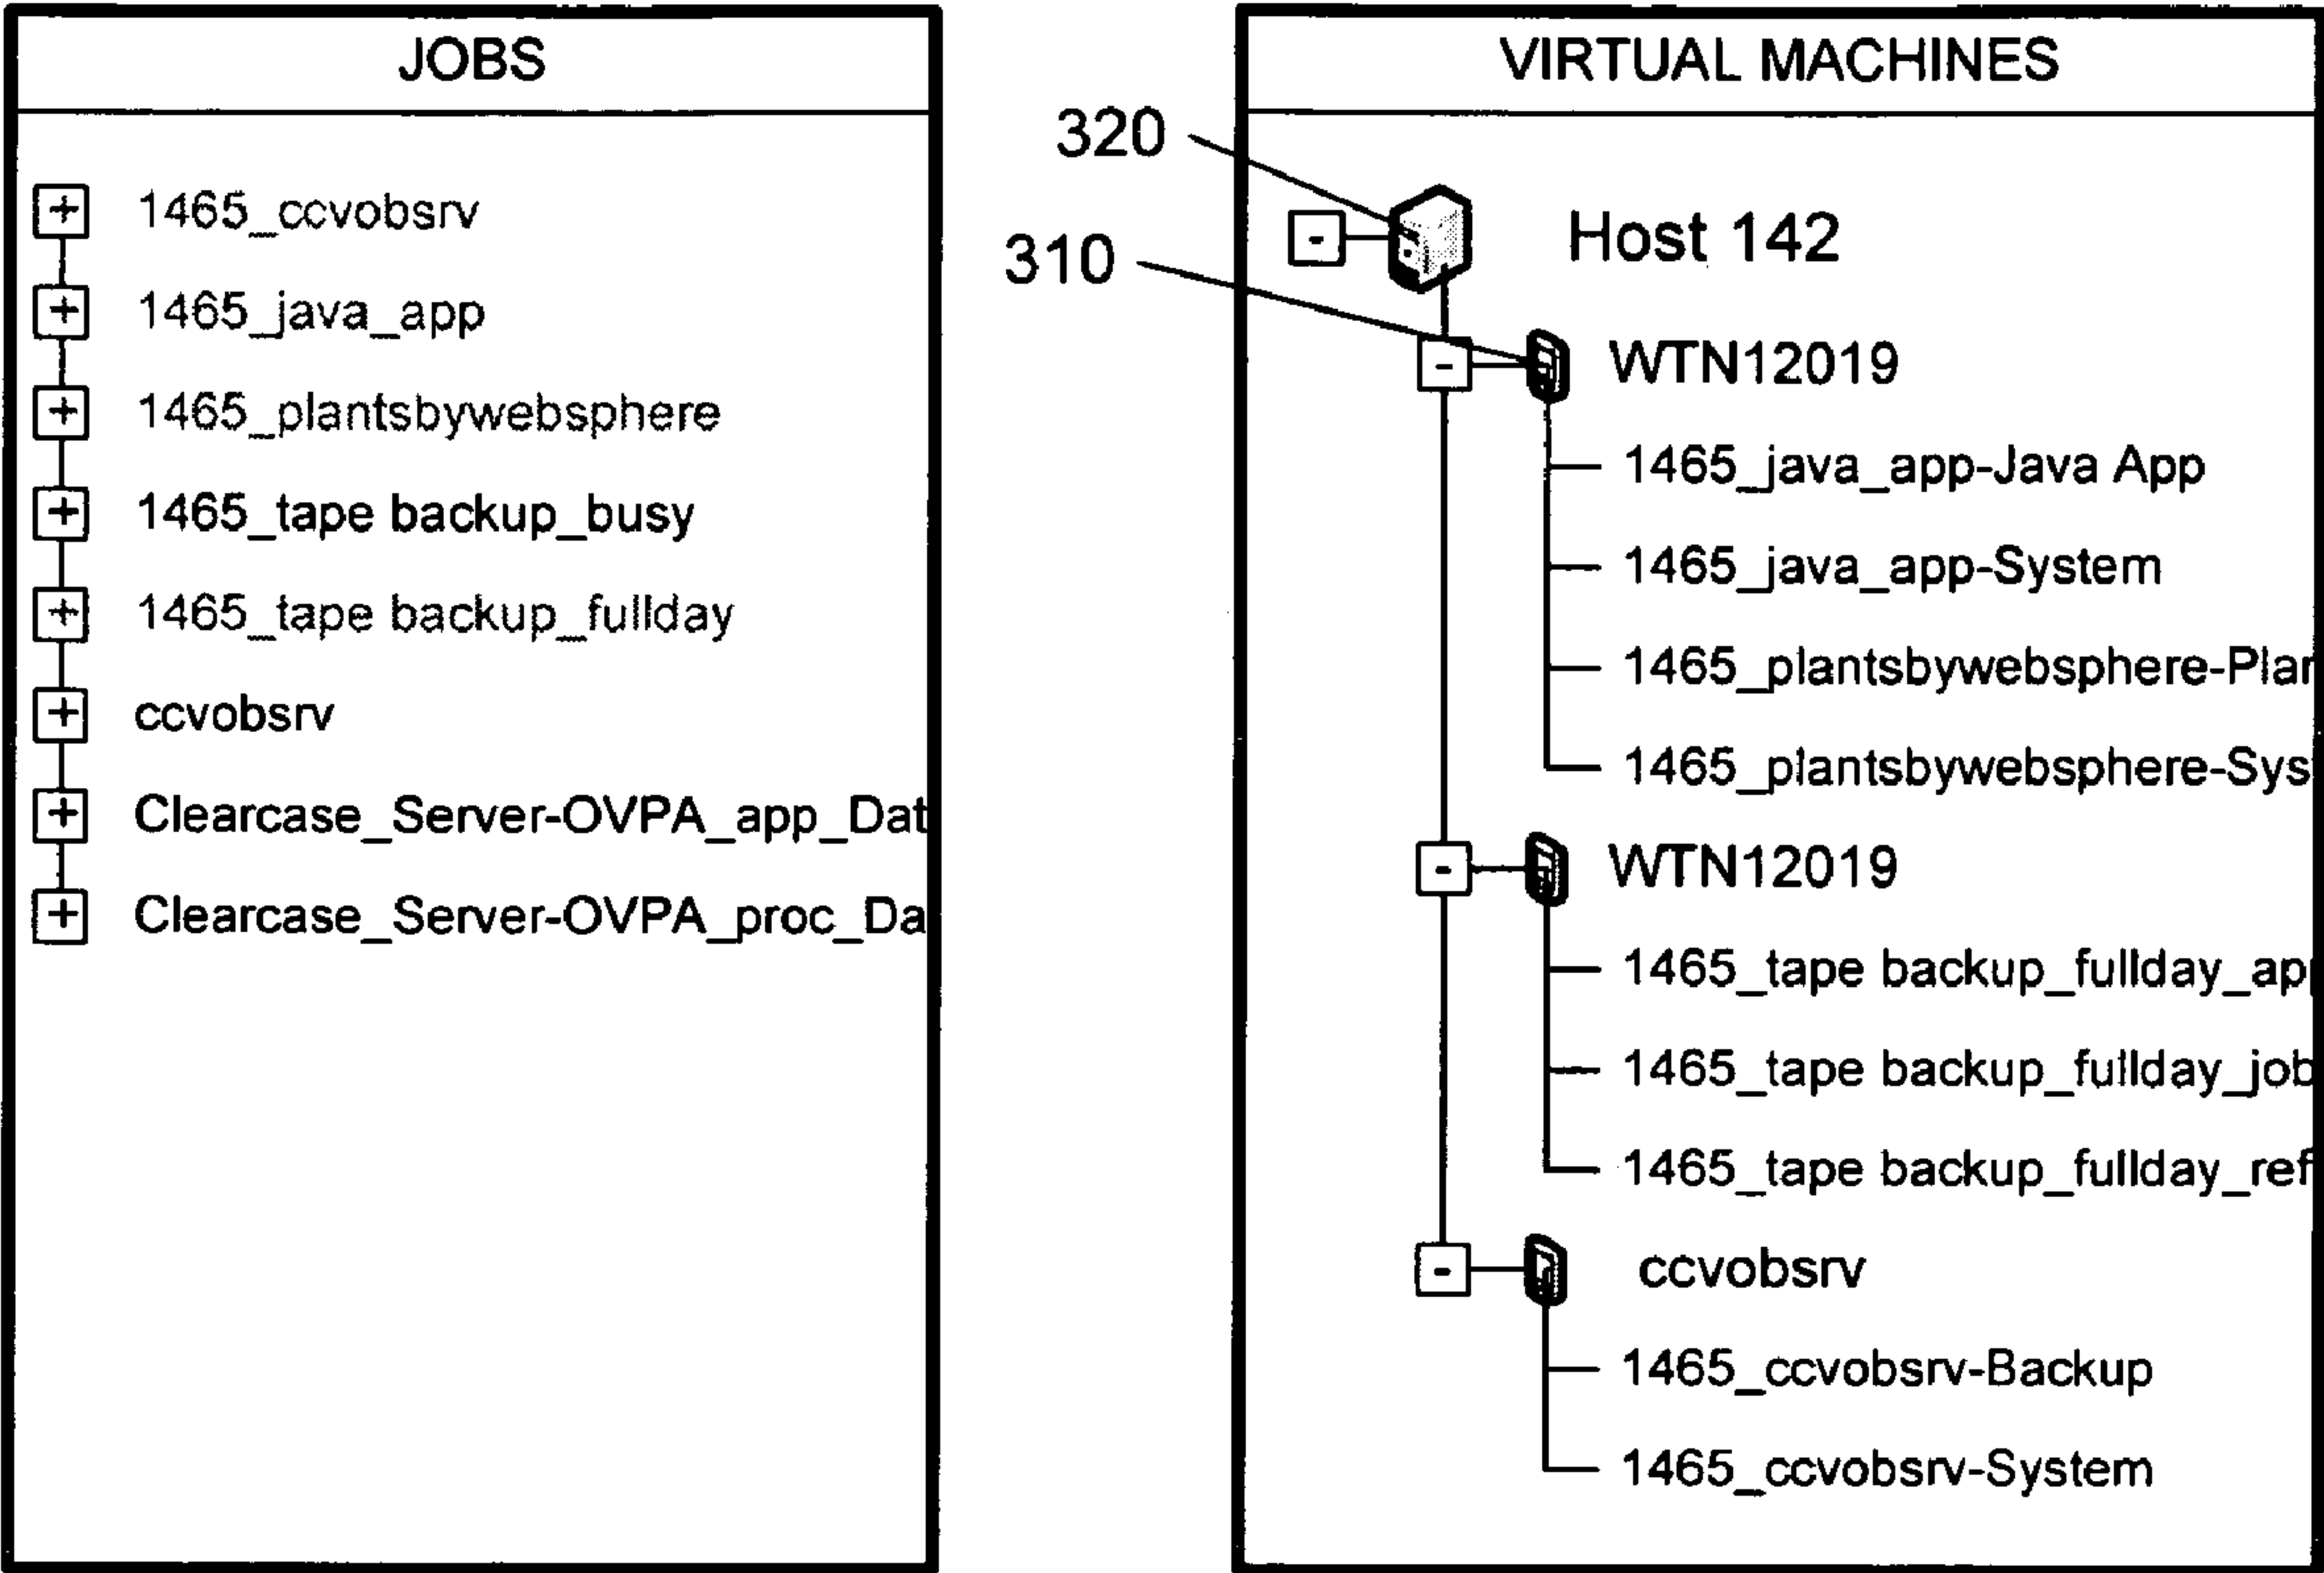 JOBS
+ 1465_ccvobsrv
+ 1465_java_app
+ 1465_plantsbywebsphere
+ 1465_tape backup_busy
+ 1465_tape backup_fullday
+ ccvobsrv
+ Clearcase_Server-OVPA_app_Dat
+ Clearcase_Server-OVPA_proc_Da
320
310
VIRTUAL MACHINES
- Host 142
- WTN12019
1465_java_app-Java App
1465_java_app-System
1465_plantsbywebsphere-Plan
1465_plantsbywebsphere-Sys
- WTN12019
1465_tape backup_fullday_app
1465_tape backup_fullday_job
1465_tape backup_fullday_ref
- ccvobsrv
1465_ccvobsrv-Backup
1465_ccvobsrv-System